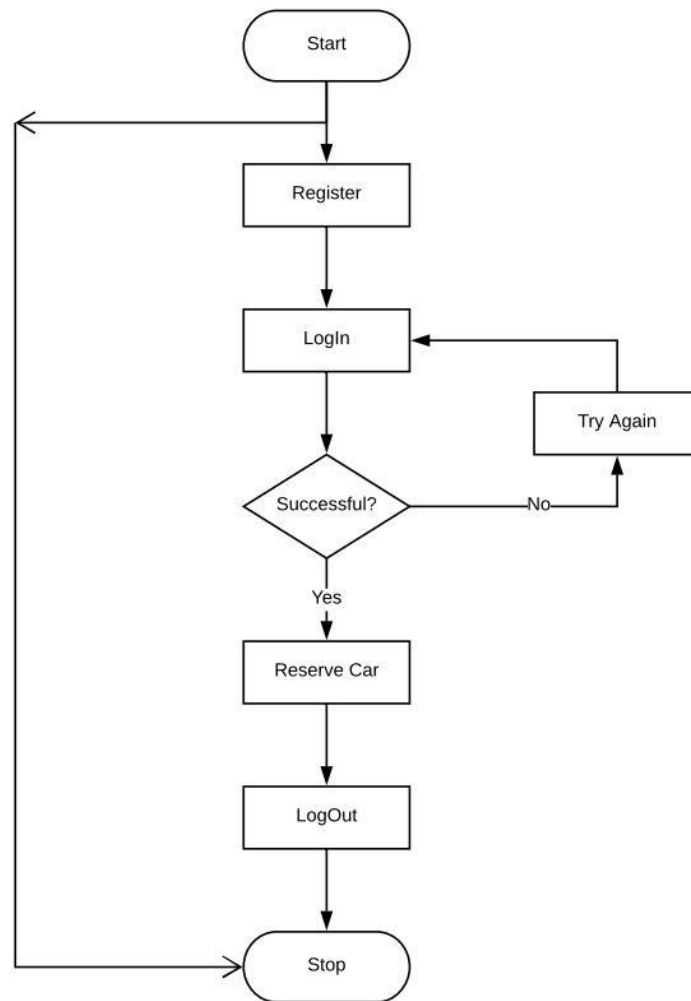 Start
Register
LogIn
Try Again
Successful?
No
Yes
Reserve Car
LogOut
Stop